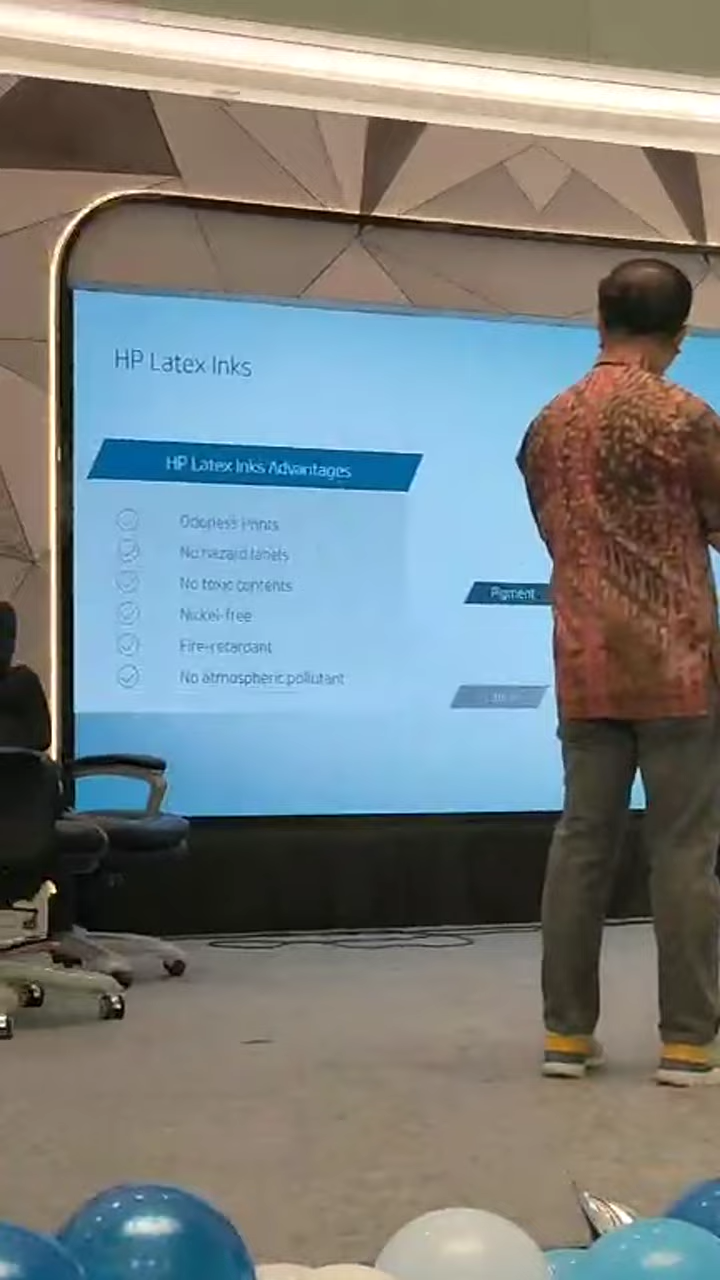 HP Latex Inks
HP Latex Inks Advantages
Odorless Prints
No hazard labels
No toxic contents
Nickel-free
Fire-retardant
No atmospheric pollutant
Pigment